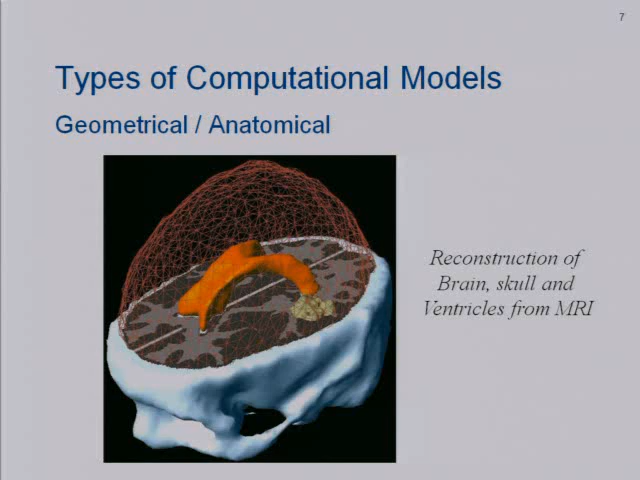 7
Types of Computational Models
Geometrical / Anatomical
Reconstruction of
Brain, skull and
Ventricles from MRI